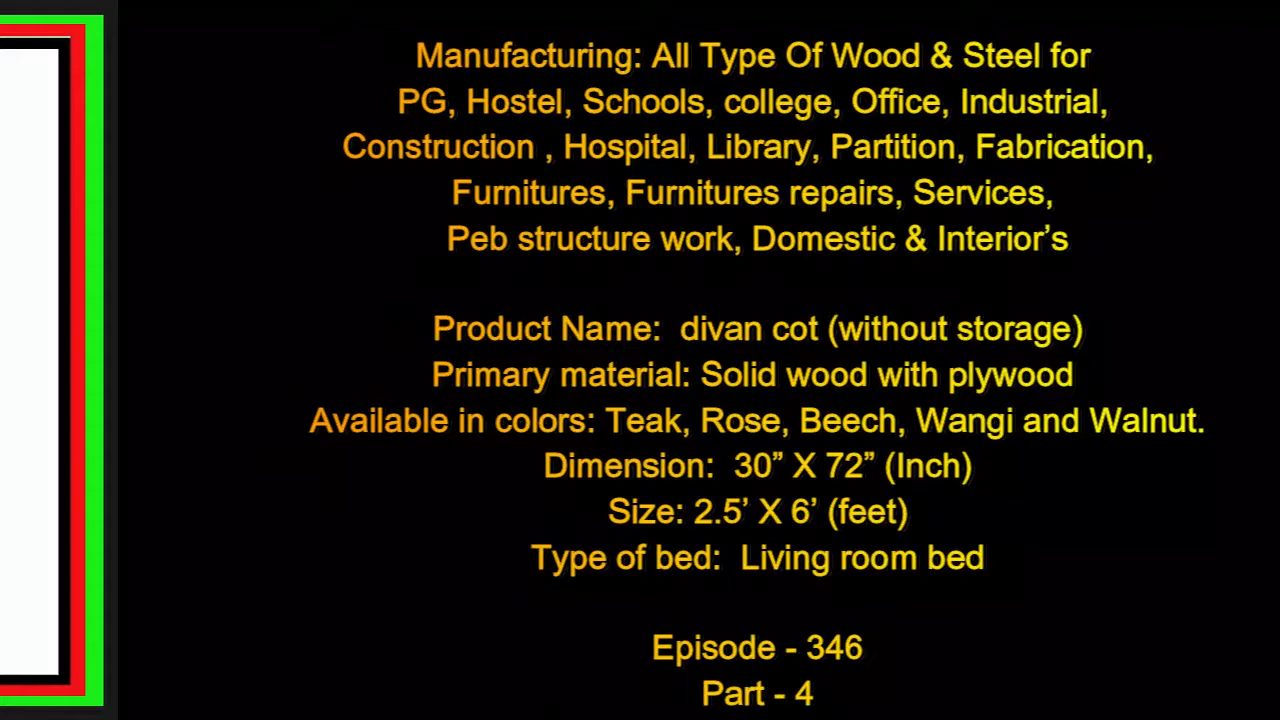 Manufacturing: All Type Of Wood & Steel for
PG, Hostel, Schools, college, Office, Industrial,
Construction , Hospital, Library, Partition, Fabrication,
Furnitures, Furnitures repairs, Services,
Peb structure work, Domestic & Interior’s
Product Name:  divan cot (without storage)
Primary material: Solid wood with plywood
Available in colors: Teak, Rose, Beech, Wangi and Walnut.
Dimension:  30” X 72” (Inch)
Size: 2.5’ X 6’ (feet)
Type of bed:  Living room bed
Episode - 346
Part - 4